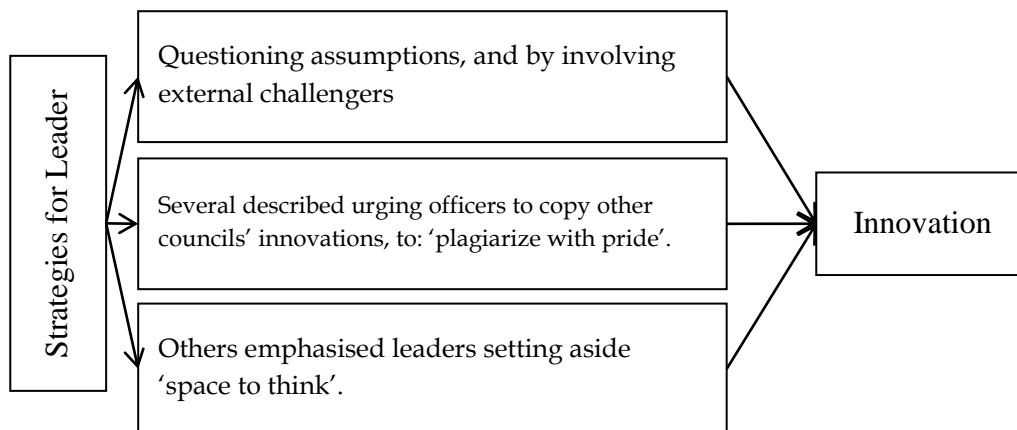 Strategies for Leader
Questioning assumptions, and by involving
external challengers
Several described urging officers to copy other
councils’ innovations, to: ‘plagiarize with pride’.
Others emphasised leaders setting aside
‘space to think’.
Innovation